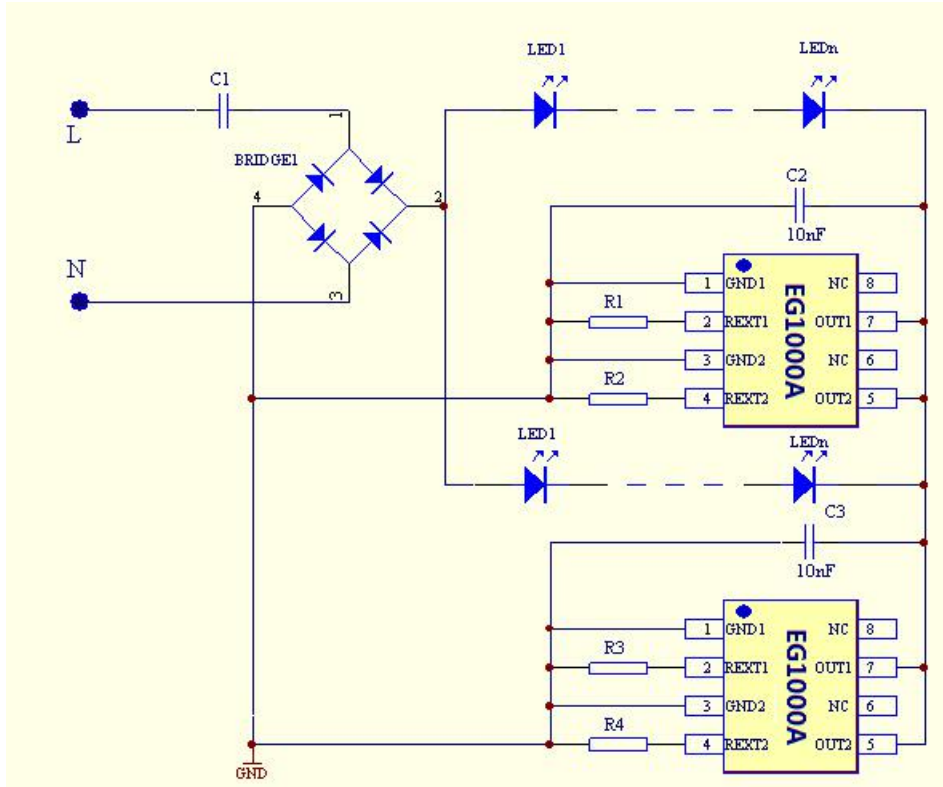 LED1
LEDn
C1
L
1
BRIDGE1
4
2
C2
10nF
N
3
1 GND1 NC 8
R1
2 REXT1 OUT1 7
3 GND2 NC 6
R2
4 REXT2 OUT2 5
EG1000A
LED1
LEDn
C3
10nF
1 GND1 NC 8
R3
2 REXT1 OUT1 7
3 GND2 NC 6
R4
4 REXT2 OUT2 5
EG1000A
GND